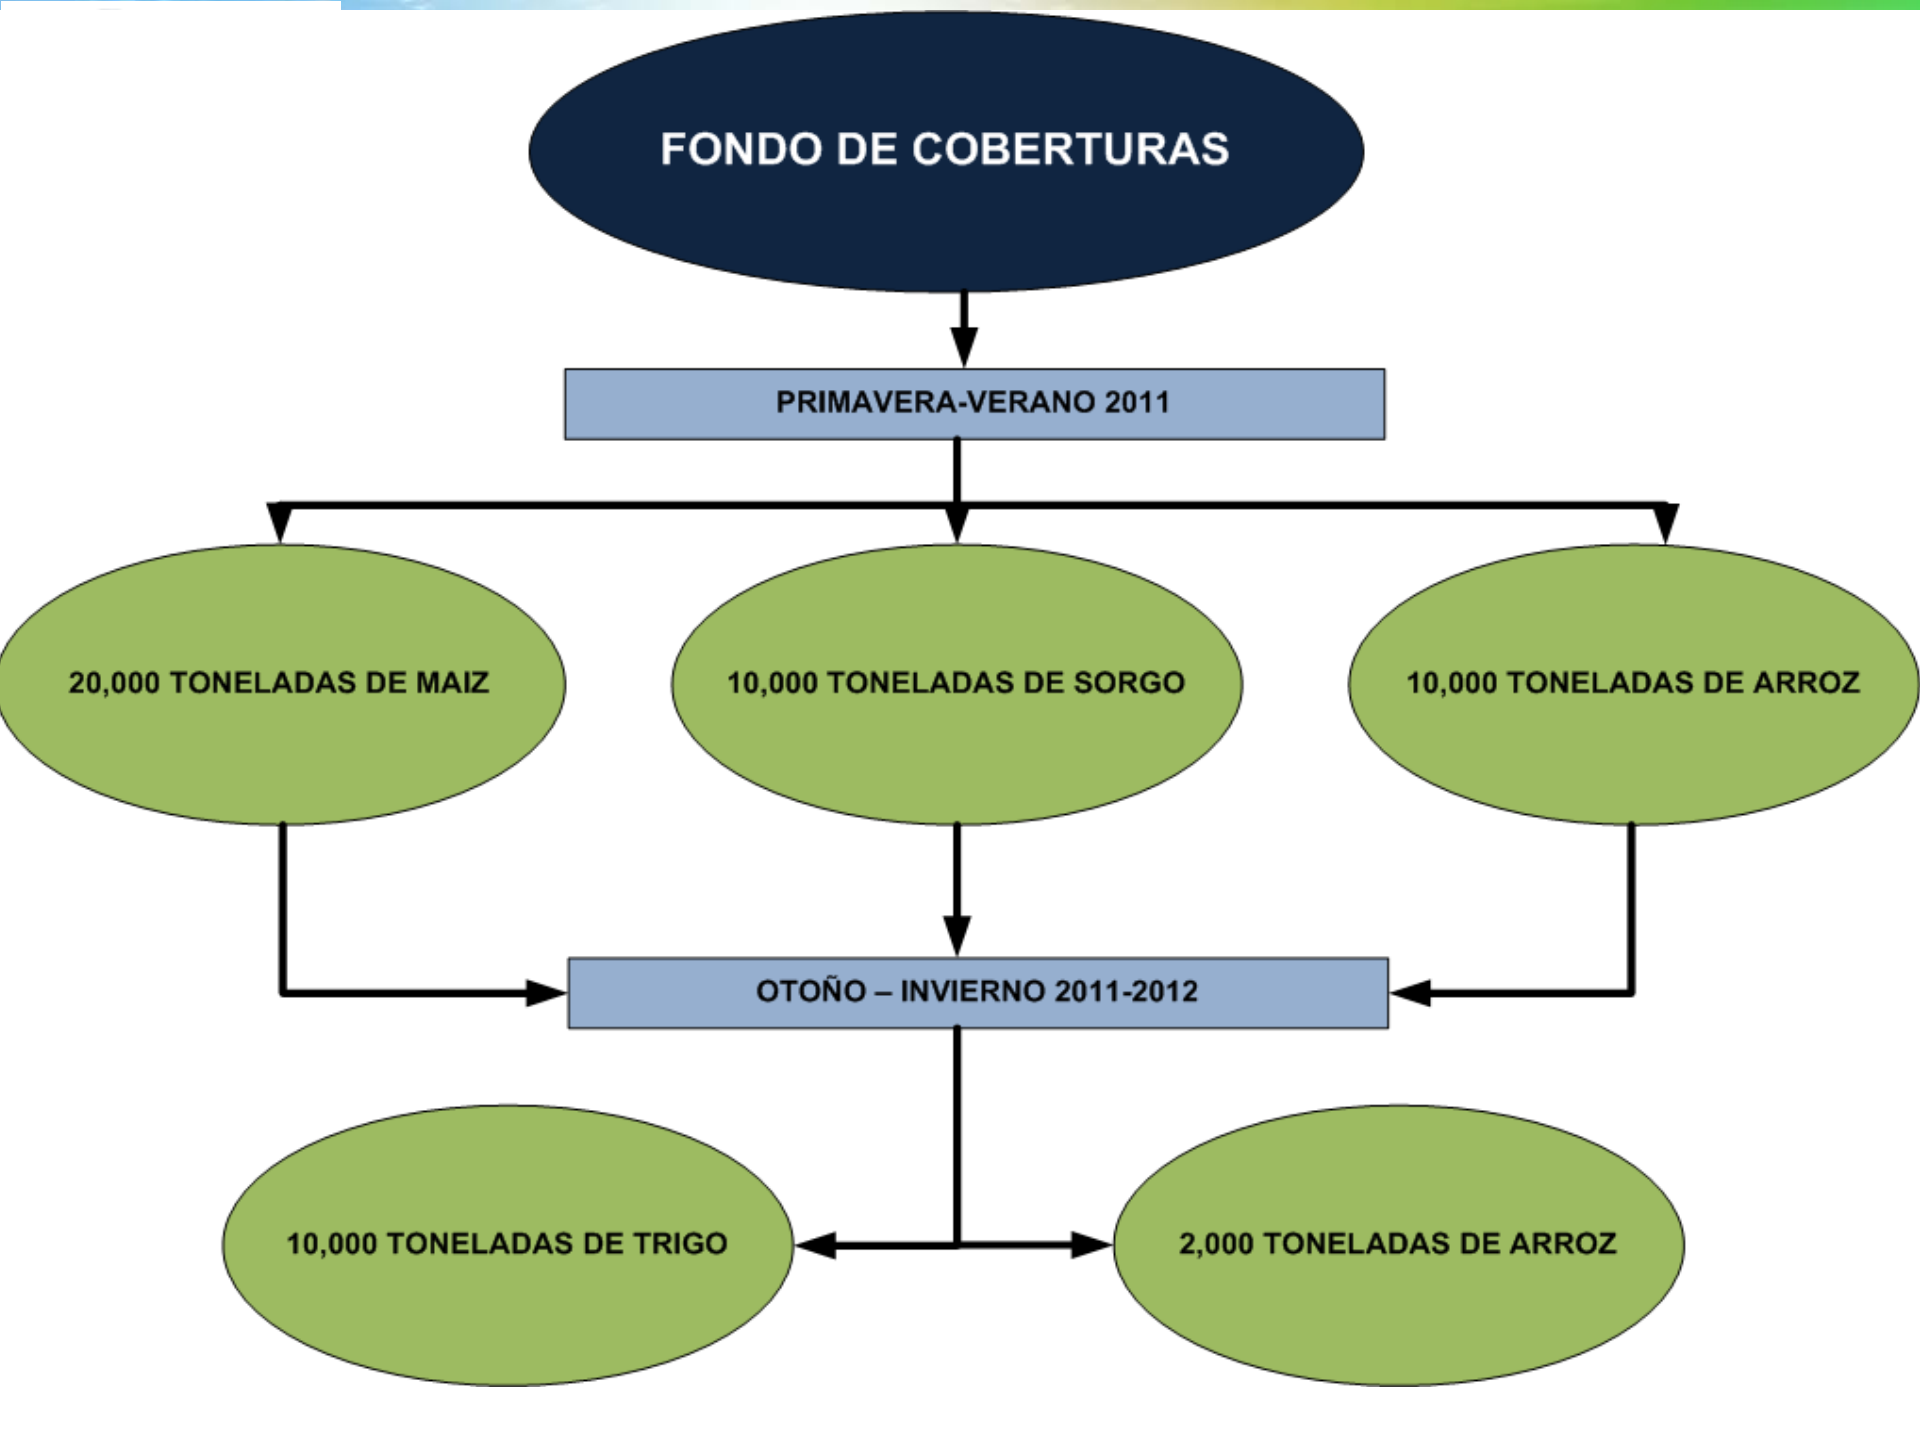 FONDO DE COBERTURAS
PRIMAVERA-VERANO 2011
20,000 TONELADAS DE MAIZ
10,000 TONELADAS DE SORGO
10,000 TONELADAS DE ARROZ
OTOÑO – INVIERNO 2011-2012
10,000 TONELADAS DE TRIGO
2,000 TONELADAS DE ARROZ